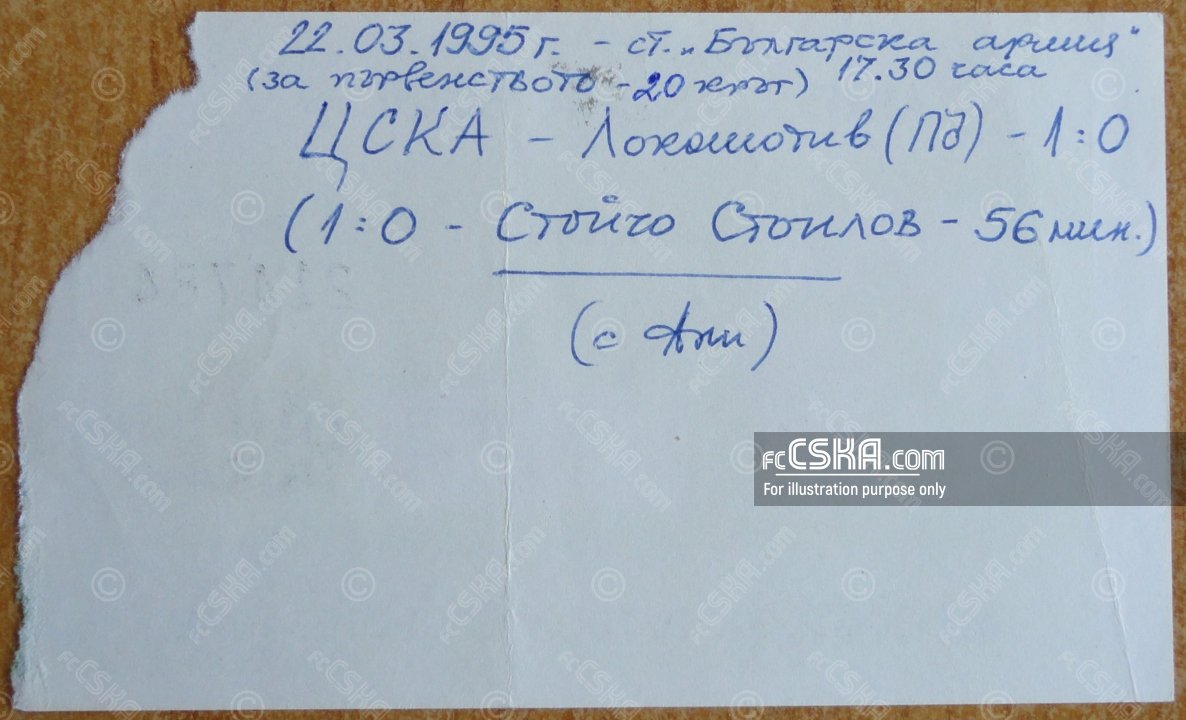 22.03.1995 г. - ст. „Българска армия"
(за първенството - 20 кръг) 17.30 часа
ЦСКА - Локомотив (Пд) - 1:0
(1:0 - Стойчо Стоилов - 56 мин.)
(с Ани)
fcCSKA.com
For illustration purpose only